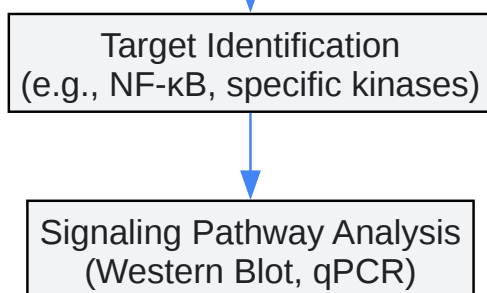 Target Identification
(e.g., NF-κB, specific kinases)
Signaling Pathway Analysis
(Western Blot, qPCR)